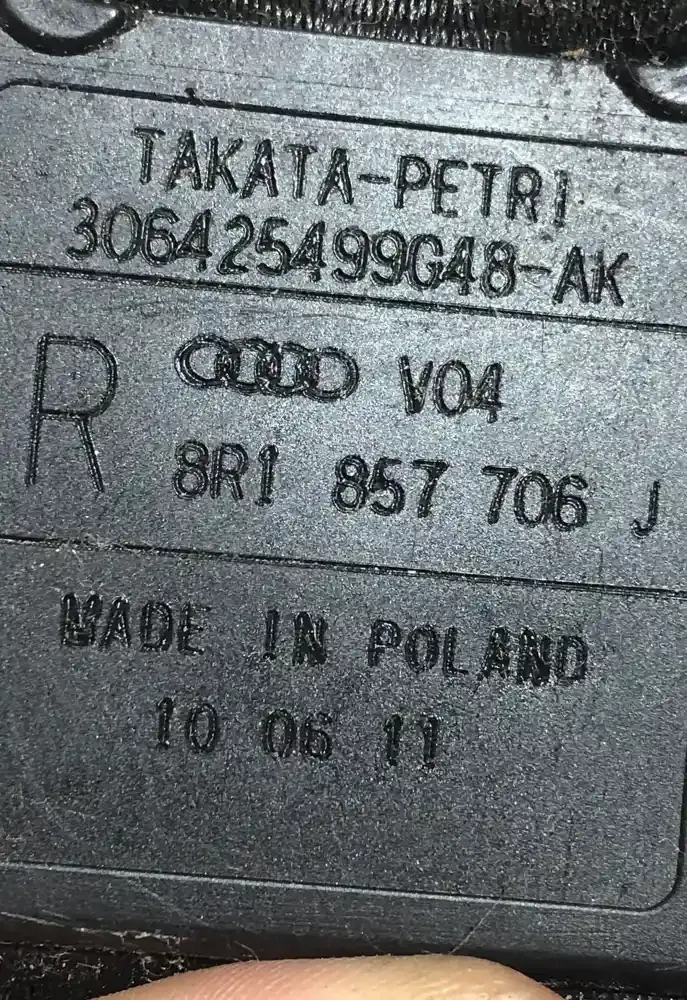 TAKATA-PETRI
306425499G48-AK
R V04
8R1 857 706 J
MADE IN POLAND
10 06 11